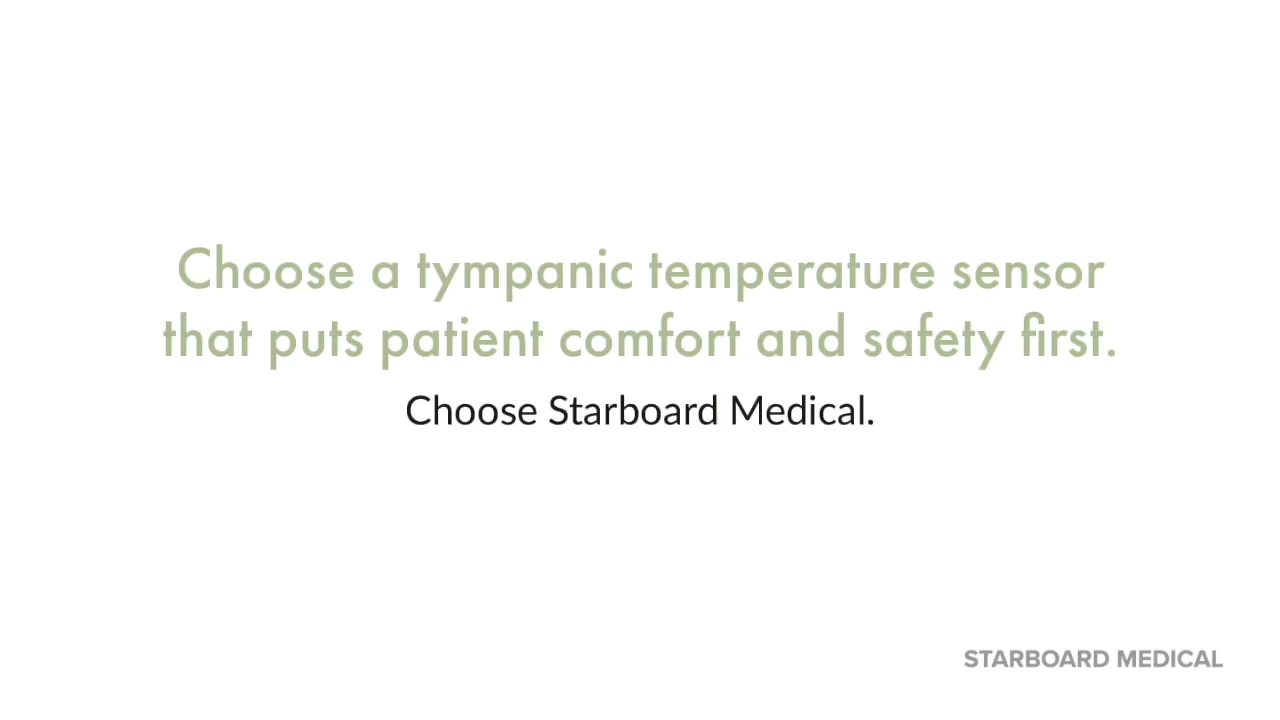 Choose a tympanic temperature sensor
that puts patient comfort and safety first.
Choose Starboard Medical.
STARBOARD MEDICAL